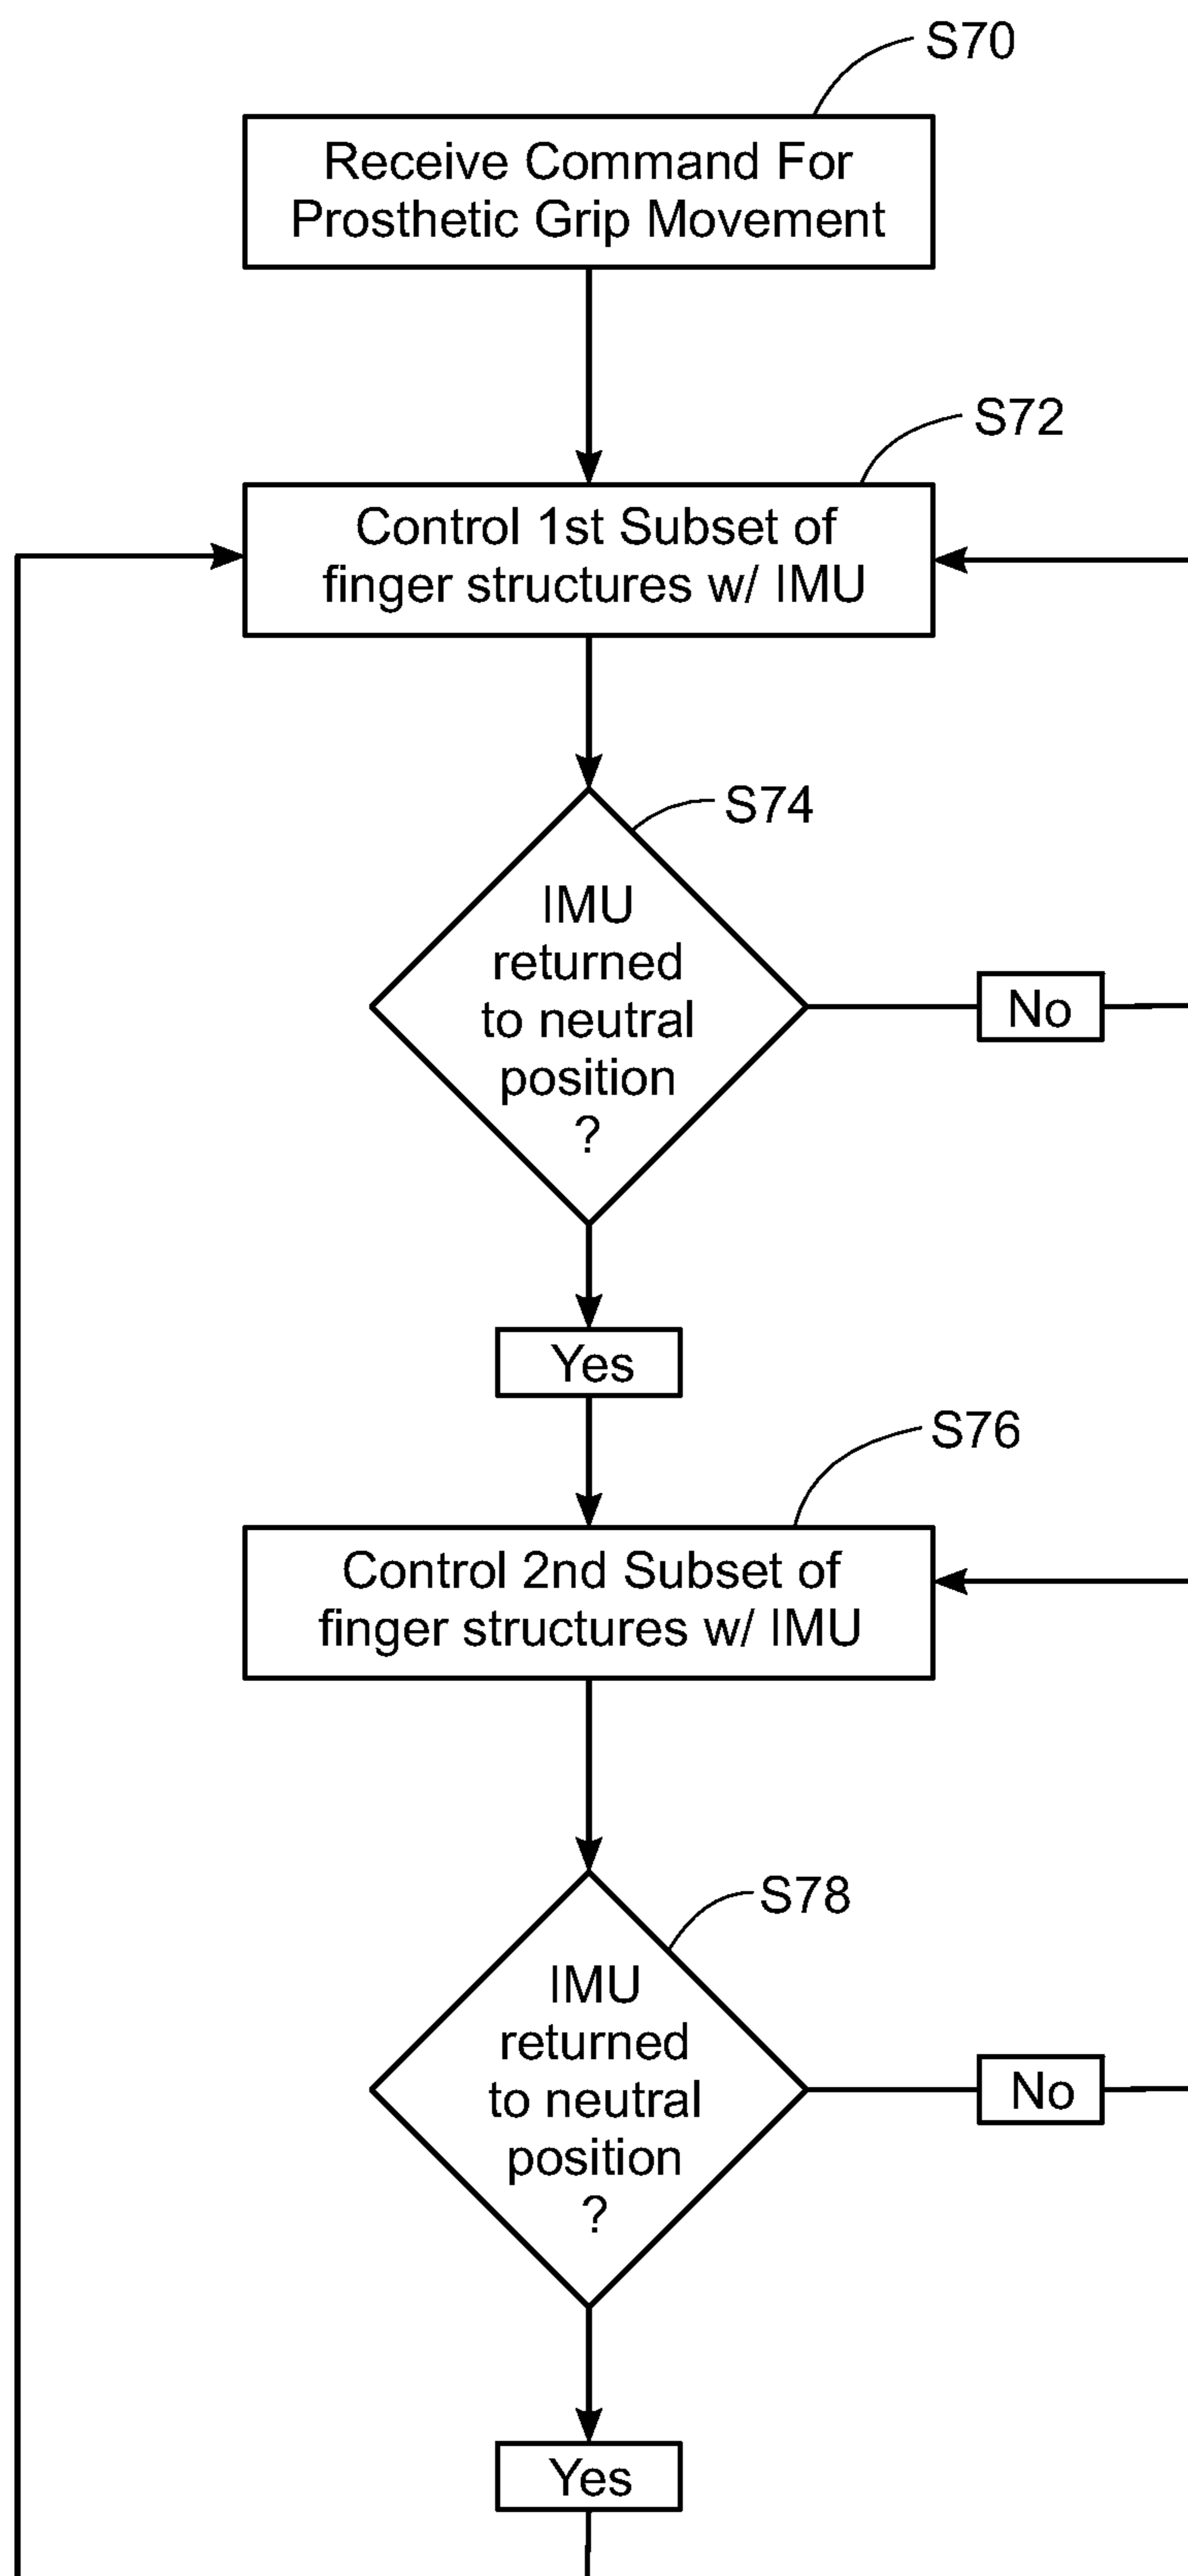 S70
Receive Command For
Prosthetic Grip Movement
S72
Control 1st Subset of
finger structures w/ IMU
S74
IMU
returned
to neutral
position
?
No
Yes
S76
Control 2nd Subset of
finger structures w/ IMU
S78
IMU
returned
to neutral
position
?
No
Yes